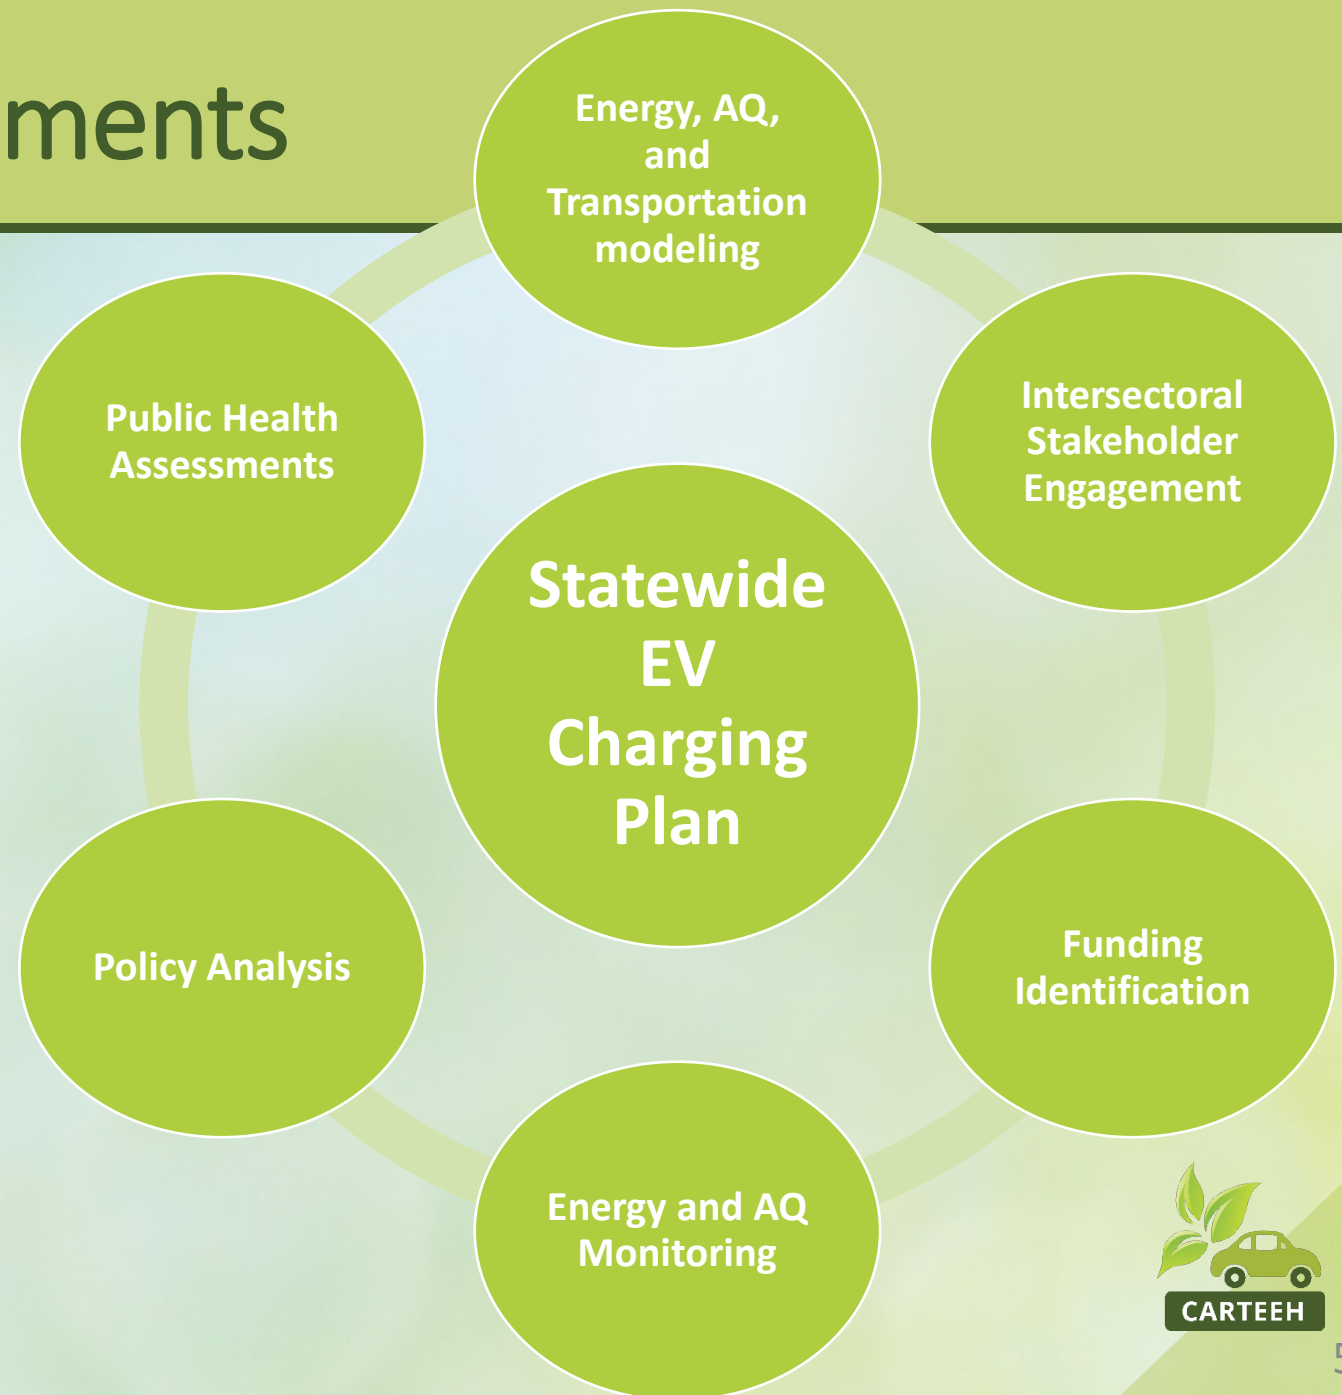 ments
Energy, AQ,
and
Transportation
modeling
Intersectoral
Stakeholder
Engagement
Funding
Identification
Energy and AQ
Monitoring
Policy Analysis
Public Health
Assessments
Statewide
EV
Charging
Plan
CARTEEH
5